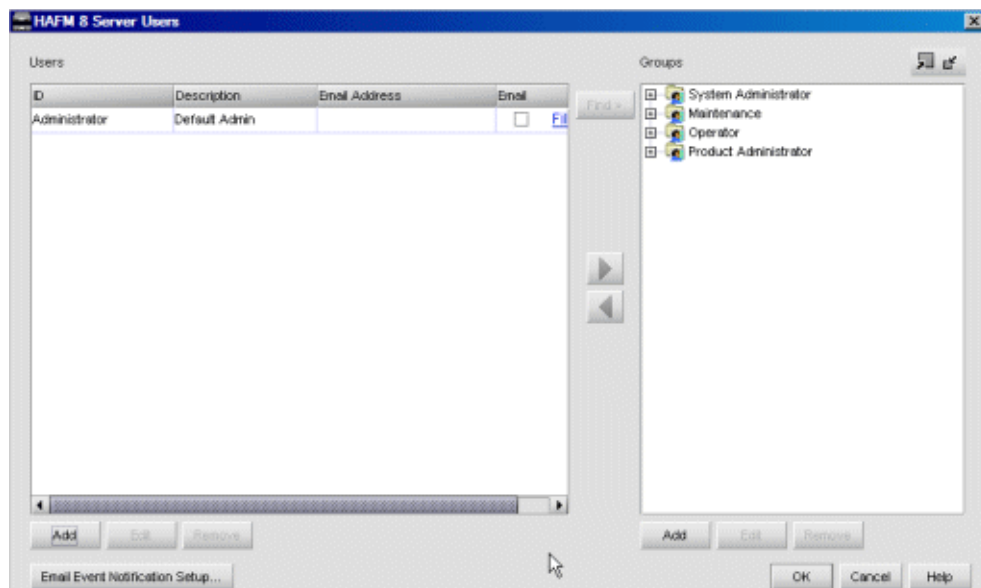 HAFM 8 Server Users
Users
Groups
ID Description Email Address Email
Administrator Default Admin Fil
Find >
System Administrator
Maintenance
Operator
Product Administrator
Add Edit Remove
Add Edit Remove
Email Event Notification Setup...
OK Cancel Help